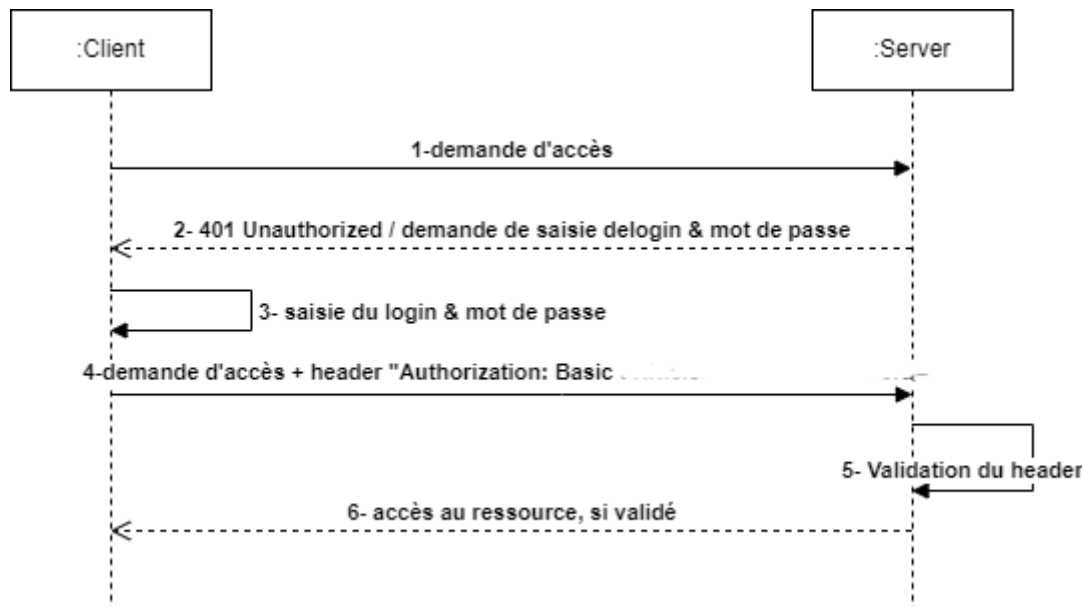 :Client
:Server
1-demande d'accès
2- 401 Unauthorized / demande de saisie delogin & mot de passe
3- saisie du login & mot de passe
4-demande d'accès + header "Authorization: Basic
5- Validation du header
6- accès au ressource, si validé